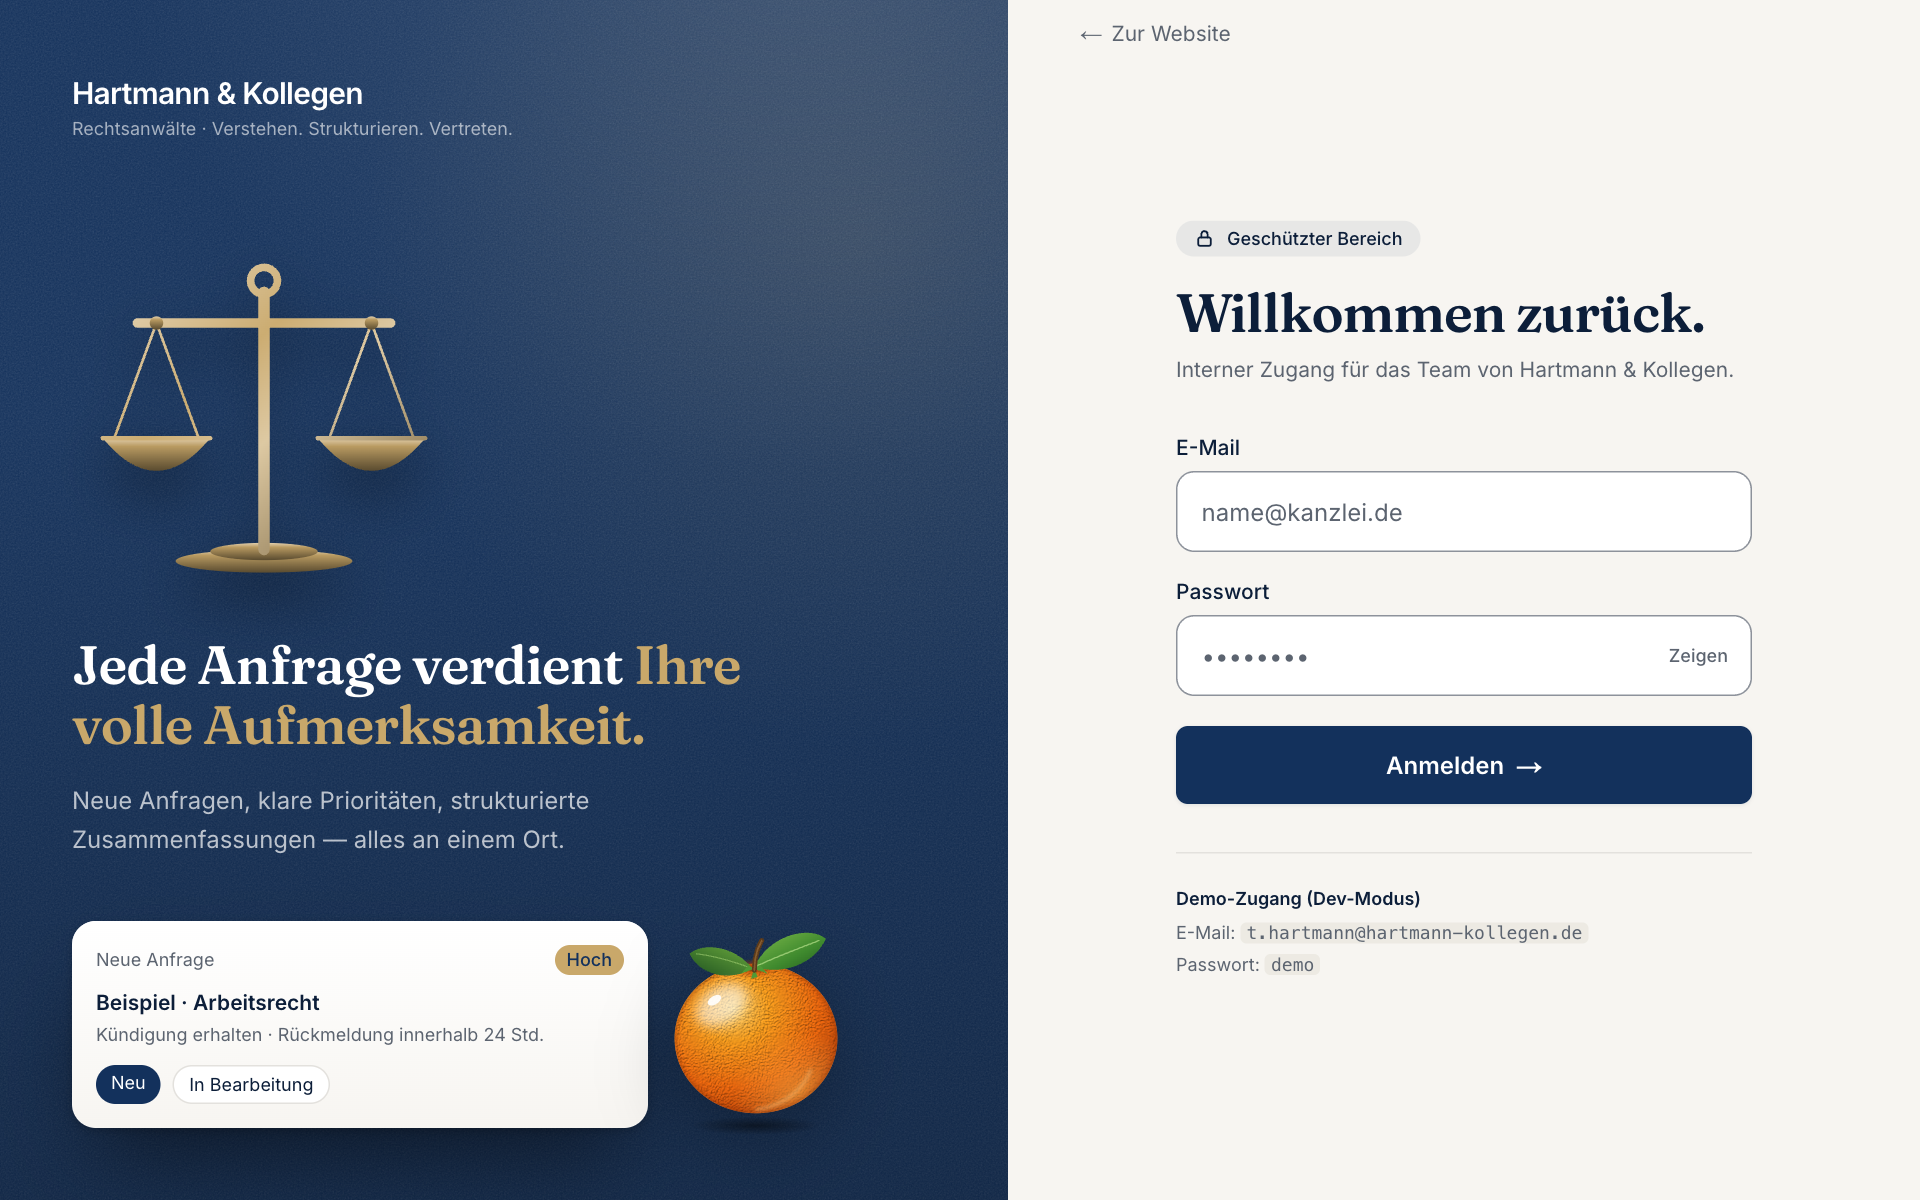 Hartmann & Kollegen
Rechtsanwälte · Verstehen. Strukturieren. Vertreten.
Jede Anfrage verdient Ihre
volle Aufmerksamkeit.
Neue Anfragen, klare Prioritäten, strukturierte
Zusammenfassungen — alles an einem Ort.
Neue Anfrage
Hoch
Beispiel · Arbeitsrecht
Kündigung erhalten · Rückmeldung innerhalb 24 Std.
Neu
In Bearbeitung
← Zur Website
Geschützter Bereich
Willkommen zurück.
Interner Zugang für das Team von Hartmann & Kollegen.
E-Mail
name@kanzlei.de
Passwort
••••••••
Zeigen
Anmelden →
Demo-Zugang (Dev-Modus)
E-Mail: t.hartmann@hartmann-kollegen.de
Passwort: demo